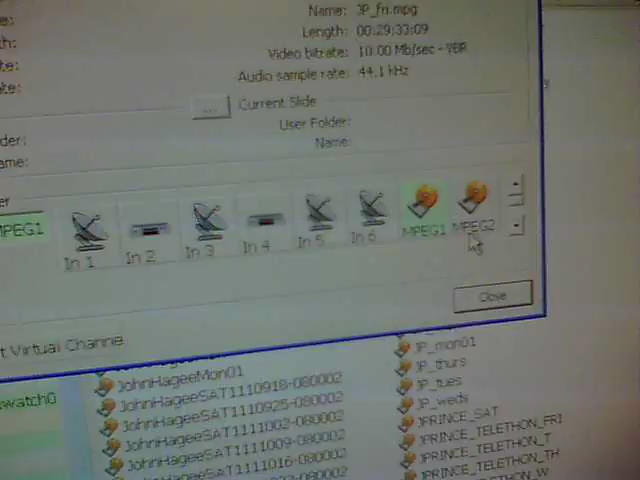 Name: JP_fri.mpg
Length: 00:29:33:09
Video bitrate: 10.00 Mb/sec - VBR
Audio sample rate: 44.1 kHz
... Current Slide
User Folder:
Name:
MPEG1 In 1 In 2 In 3 In 4 In 5 In 6 MPEG1 MPEG2
Close
t Virtual Channe
JohnHageeMon01
JohnHageeSAT1110918-080002
JohnHageeSAT1110925-080002
JohnHageeSAT1111002-080002
JohnHageeSAT1111009-080002
JohnHageeSAT1111016-080002
JP_mon01
JP_thurs
JP_tues
JP_weds
JPRINCE_SAT
JPRINCE_TELETHON_FRI
JPRINCE_TELETHON_T
JPRINCE_TELETHON_TH
JPRINCE_TELETHON_W